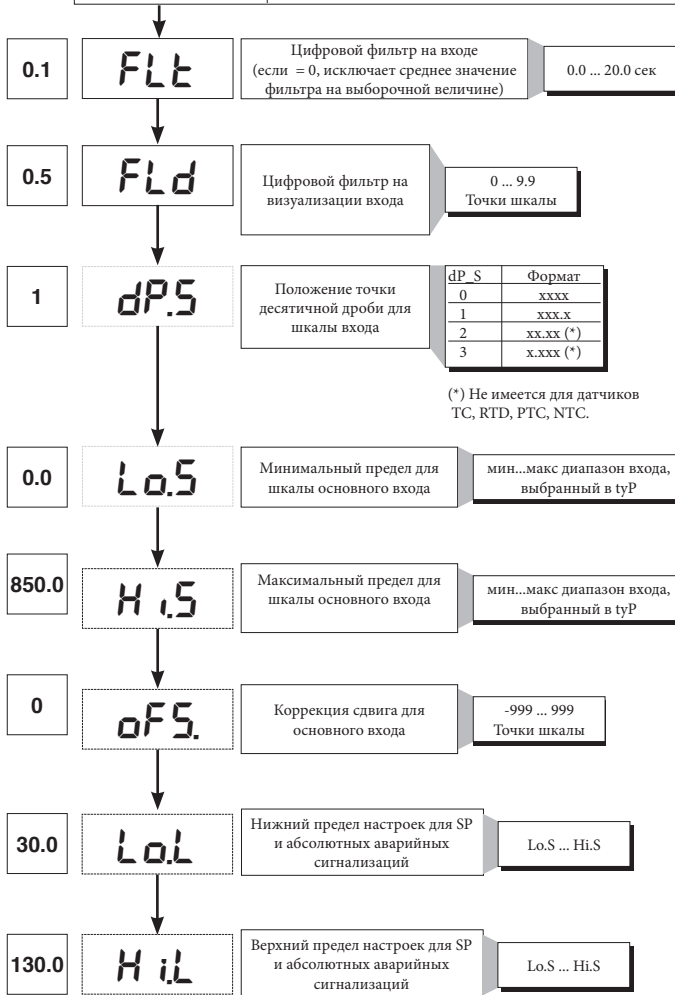 0.1
FLt
Цифровой фильтр на входе
(если = 0, исключает среднее значение
фильтра на выборочной величине)
0.0 ... 20.0 сек
0.5
FLd
Цифровой фильтр на
визуализации входа
0 ... 9.9
Точки шкалы
1
dP.S
Положение точки
десятичной дроби для
шкалы входа
dP_S Формат
0 xxxx
1 xxx.x
2 xx.xx (*)
3 x.xxx (*)
(*) Не имеется для датчиков
TC, RTD, PTC, NTC.
0.0
Lo.S
Минимальный предел для
шкалы основного входа
мин...макс диапазон входа,
выбранный в tyP
850.0
Hi.S
Максимальный предел для
шкалы основного входа
мин...макс диапазон входа,
выбранный в tyP
0
oFS.
Коррекция сдвига для
основного входа
-999 ... 999
Точки шкалы
30.0
Lo.L
Нижний предел настроек для SP
и абсолютных аварийных
сигнализаций
Lo.S ... Hi.S
130.0
Hi.L
Верхний предел настроек для SP
и абсолютных аварийных
сигнализаций
Lo.S ... Hi.S